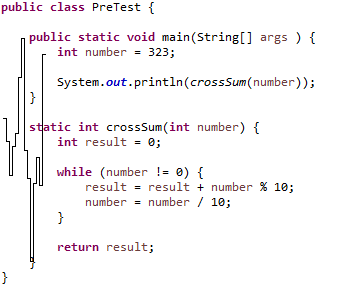 public class PreTest {
public static void main(String[] args ) {
int number = 323;
System.out.println(crossSum(number));
}
static int crossSum(int number) {
int result = 0;
while (number != 0) {
result = result + number % 10;
number = number / 10;
}
return result;
}
}